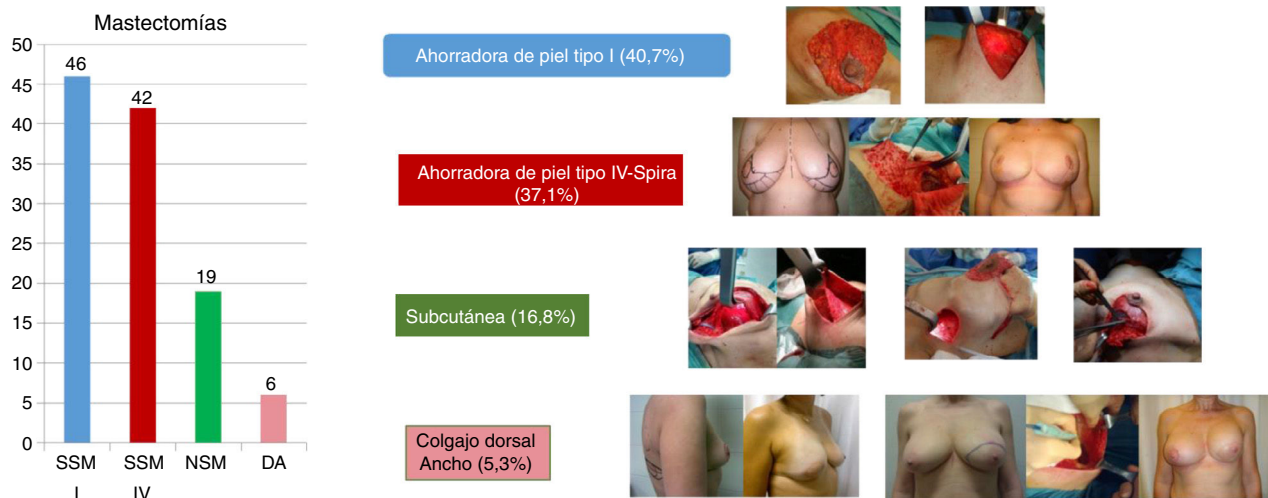 Mastectomías
50
45
40
35
30
25
20
15
10
5
0
46
42
19
6
SSM
I
SSM
IV
NSM
DA
Ahorradora de piel tipo I (40,7%)
Ahorradora de piel tipo IV-Spira
(37,1%)
Subcutánea (16,8%)
Colgajo dorsal
Ancho (5,3%)